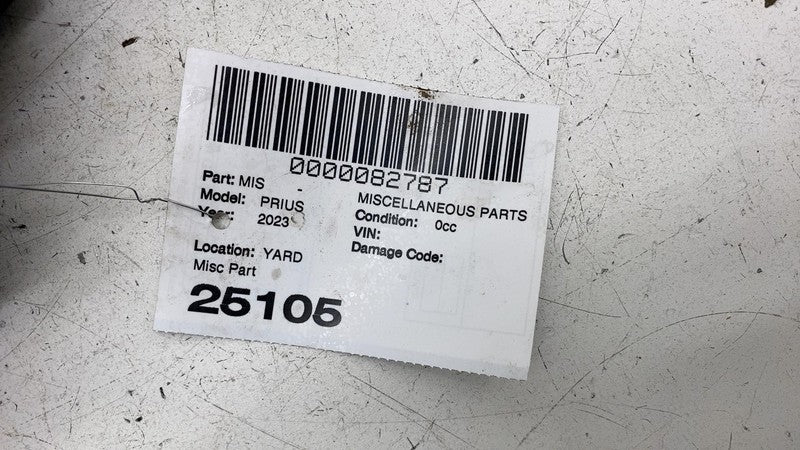 0000082787
Part: MIS - MISCELLANEOUS PARTS
Model: PRIUS Condition: 0cc
Year: 2023 VIN:
Damage Code:
Location: YARD
Misc Part
25105